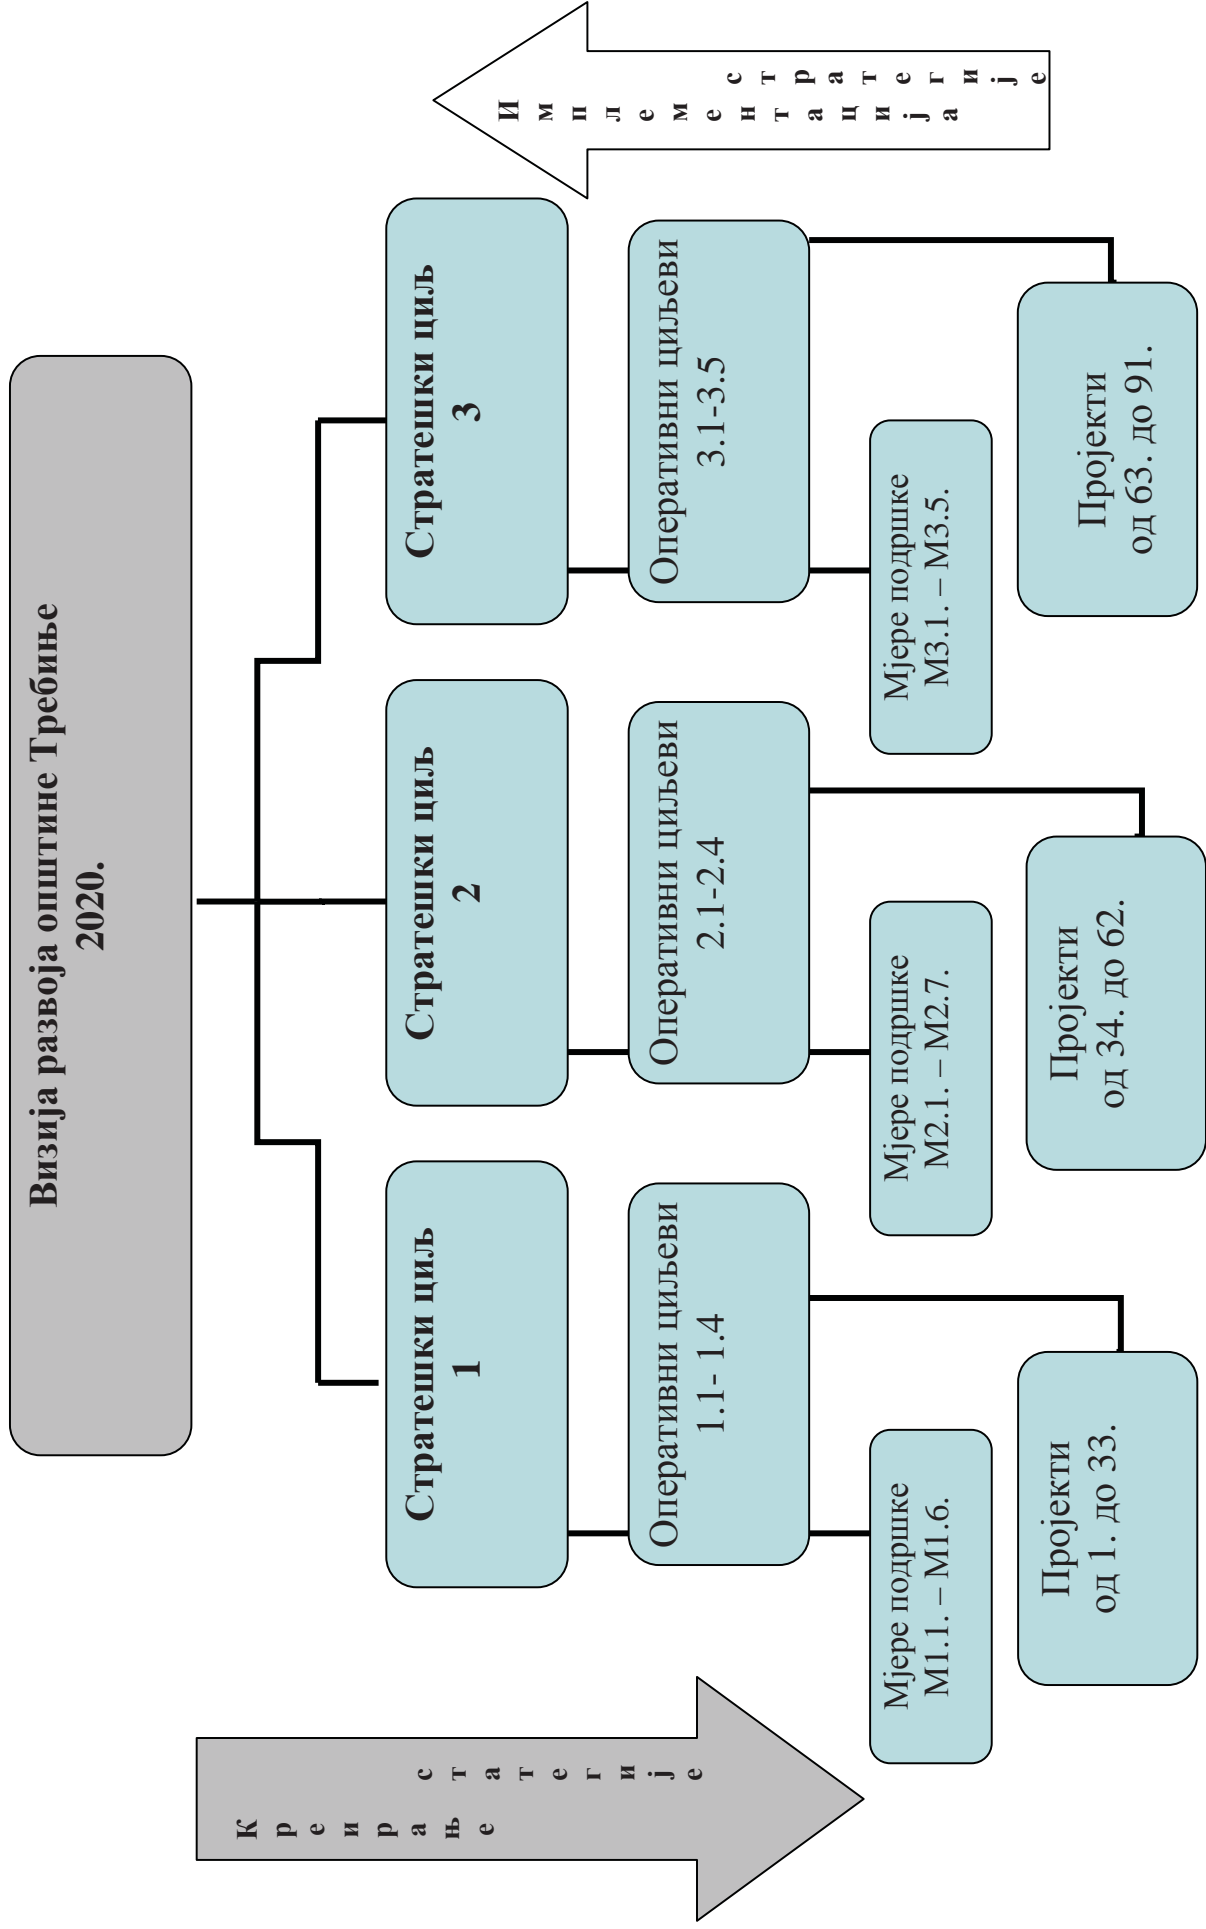 Визија развоја општине Требиње
2020.
Креирање
статегије
Стратешки циљ
1
Стратешки циљ
2
Стратешки циљ
3
Имплементација
стратегије
Оперативни циљеви
1.1- 1.4
Оперативни циљеви
2.1-2.4
Оперативни циљеви
3.1-3.5
Мјере подршке
М1.1. – М1.6.
Мјере подршке
М2.1. – М2.7.
Мјере подршке
М3.1. – М3.5.
Пројекти
од 1. до 33.
Пројекти
од 34. до 62.
Пројекти
од 63. до 91.